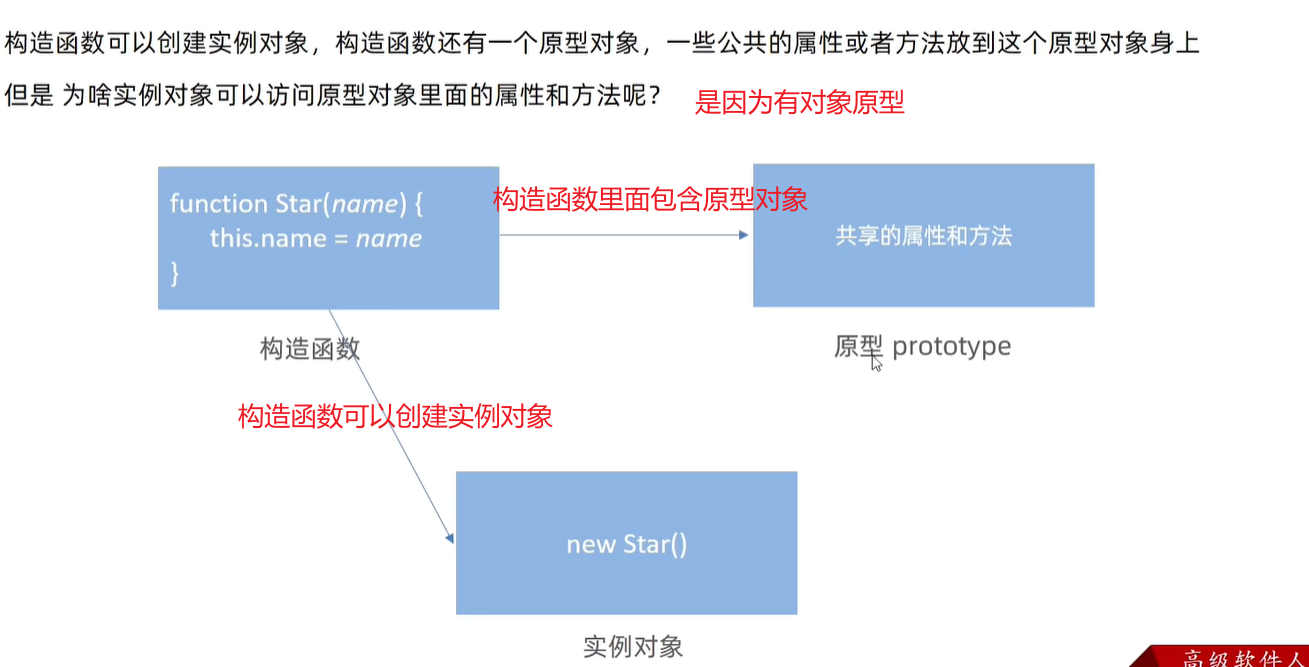 构造函数可以创建实例对象，构造函数还有一个原型对象，一些公共的属性或者方法放到这个原型对象身上
但是 为啥实例对象可以访问原型对象里面的属性和方法呢？
是因为有对象原型
function Star(name) {
this.name = name
}
构造函数里面包含原型对象
共享的属性和方法
构造函数
原型 prototype
构造函数可以创建实例对象
new Star()
实例对象
高级软件人